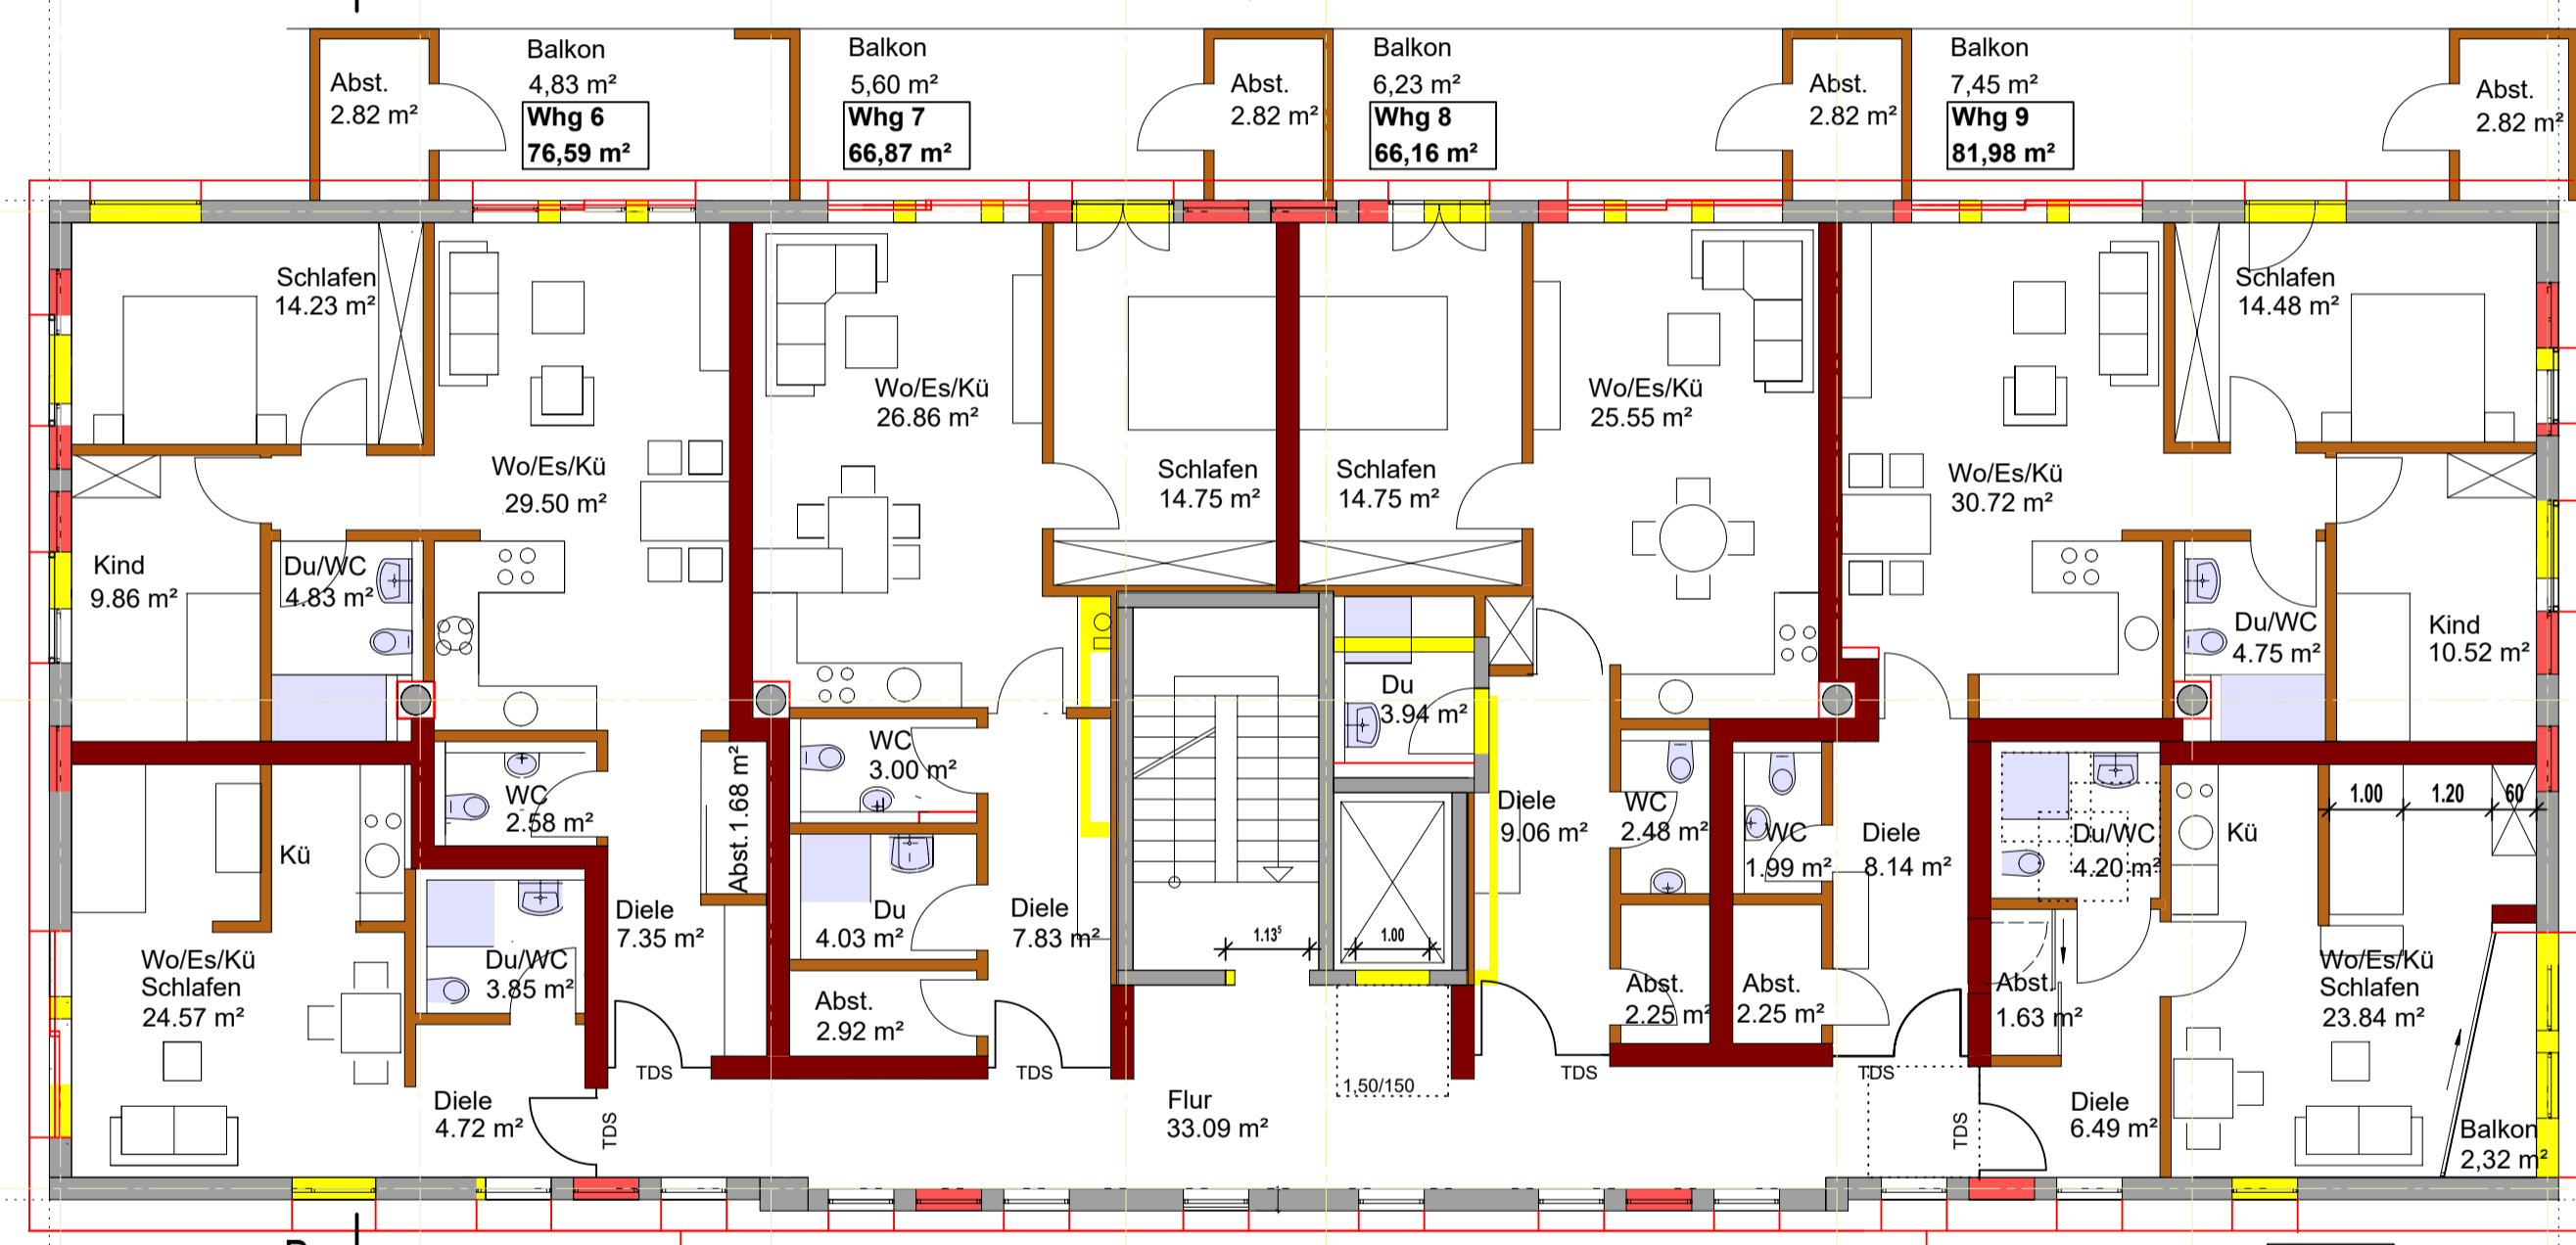 Balkon
4,83 m²
Whg 6
76,59 m²
Balkon
5,60 m²
Whg 7
66,87 m²
Balkon
6,23 m²
Whg 8
66,16 m²
Balkon
7,45 m²
Whg 9
81,98 m²
Abst.
2.82 m²
Abst.
2.82 m²
Abst.
2.82 m²
Abst.
2.82 m²
Schlafen
14.23 m²
Wo/Es/Kü
29.50 m²
Wo/Es/Kü
26.86 m²
Schlafen
14.75 m²
Schlafen
14.75 m²
Wo/Es/Kü
25.55 m²
Wo/Es/Kü
30.72 m²
Schlafen
14.48 m²
Kind
9.86 m²
Du/WC
4.83 m²
Du
3.94 m²
Du/WC
4.75 m²
Kind
10.52 m²
Kü
WC
2.58 m²
Abst. 1.68 m²
WC
3.00 m²
Diele
9.06 m²
WC
2.48 m²
WC
1.99 m²
Diele
8.14 m²
Du/WC
4.20 m²
Kü
1.00
1.20
60
Wo/Es/Kü
Schlafen
24.57 m²
Du/WC
3.85 m²
Diele
7.35 m²
Du
4.03 m²
Diele
7.83 m²
1.13⁵
1.00
Abst.
2.92 m²
Abst.
2.25 m²
Abst.
2.25 m²
Abst.
1.63 m²
Wo/Es/Kü
Schlafen
23.84 m²
TDS
TDS
TDS
TDS
1,50/150
Diele
4.72 m²
TDS
Flur
33.09 m²
TDS
Diele
6.49 m²
Balkon
2,32 m²